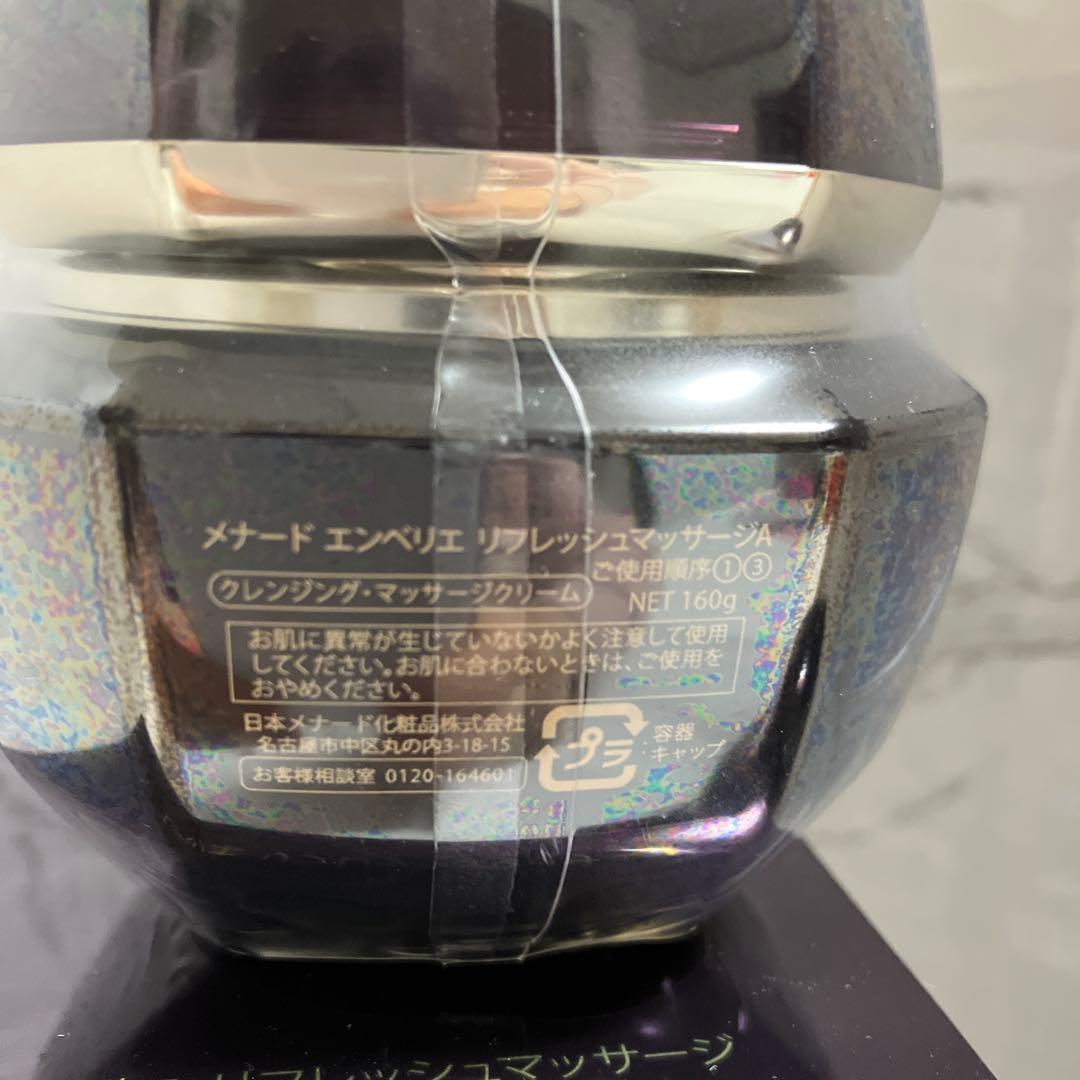 メナード エンベリエ リフレッシュマッサージA
ご使用順序①③
クレンジング・マッサージクリーム
NET 160g
お肌に異常が生じていないかよく注意して使用
してください。お肌に合わないときは、ご使用を
おやめください。
日本メナード化粧品株式会社
名古屋市中区丸の内3-18-15
お客様相談室 0120-164601
プラ
:容器
キャップ
リフレッシュマッサージ